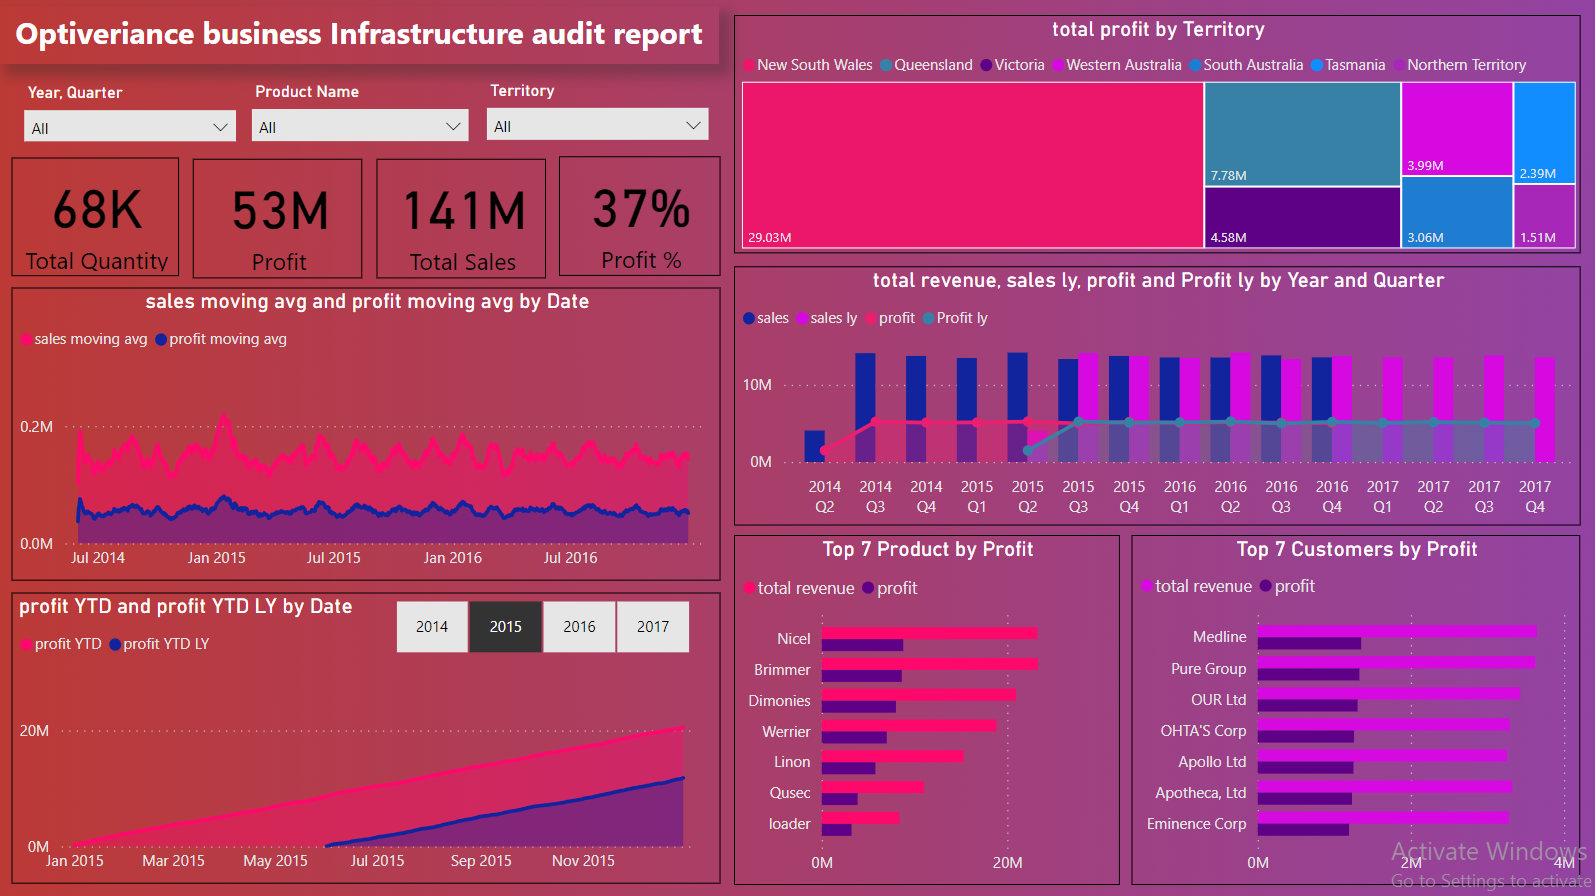 Optiveriance business Infrastructure audit report
Year, Quarter
All
Product Name
All
Territory
All
68K
Total Quantity
53M
Profit
141M
Total Sales
37%
Profit %
sales moving avg and profit moving avg by Date
sales moving avg profit moving avg
0.2M
0.0M
Jul 2014 Jan 2015 Jul 2015 Jan 2016 Jul 2016
profit YTD and profit YTD LY by Date
2014 2015 2016 2017
profit YTD profit YTD LY
20M
0M
Jan 2015 Mar 2015 May 2015 Jul 2015 Sep 2015 Nov 2015
total profit by Territory
New South Wales Queensland Victoria Western Australia South Australia Tasmania Northern Territory
29.03M
7.78M
4.58M
3.99M
3.06M
2.39M
1.51M
total revenue, sales ly, profit and Profit ly by Year and Quarter
sales sales ly profit Profit ly
10M
0M
2014 2014 2014 2015 2015 2015 2015 2016 2016 2016 2016 2017 2017 2017 2017
Q2 Q3 Q4 Q1 Q2 Q3 Q4 Q1 Q2 Q3 Q4 Q1 Q2 Q3 Q4
Top 7 Product by Profit
total revenue profit
Nicel
Brimmer
Dimonies
Werrier
Linon
Qusec
loader
0M 20M
Top 7 Customers by Profit
total revenue profit
Medline
Pure Group
OUR Ltd
OHTA'S Corp
Apollo Ltd
Apotheca, Ltd
Eminence Corp
0M 2M 4M
Activate Windows
Go to Settings to activate